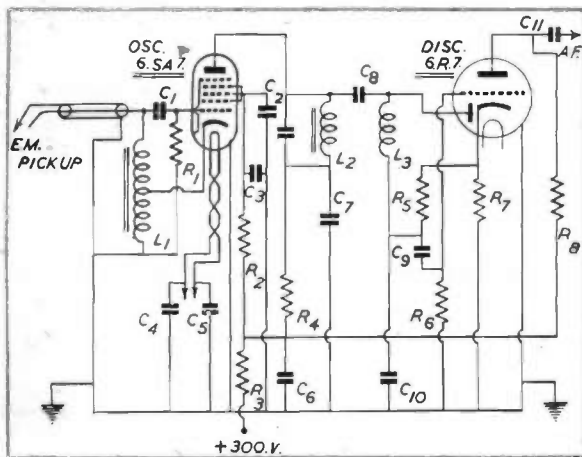 OSC.
6.SA7.
DISC.
6.R.7.
C11
A.F.
E.M.
PICKUP
C1
R1
L1
C2
C3
R2
C4
C5
R3
+300.V.
C8
L2
L3
C7
R4
C6
R5
C9
R6
C10
R7
R8